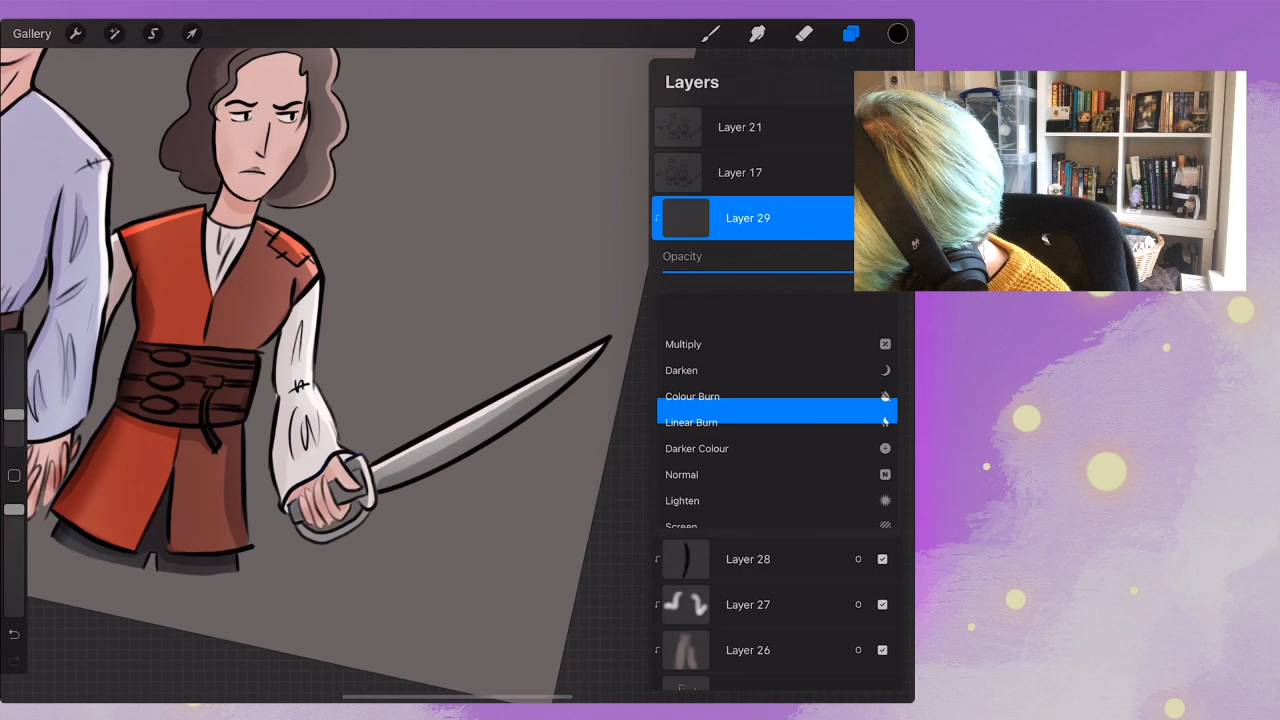 Gallery
Layers
Layer 21
Layer 17
Layer 29
Opacity
Multiply
Darken
Colour Burn
Linear Burn
Darker Colour
Normal
N
Lighten
Screen
Layer 28
O
Layer 27
O
Layer 26
O